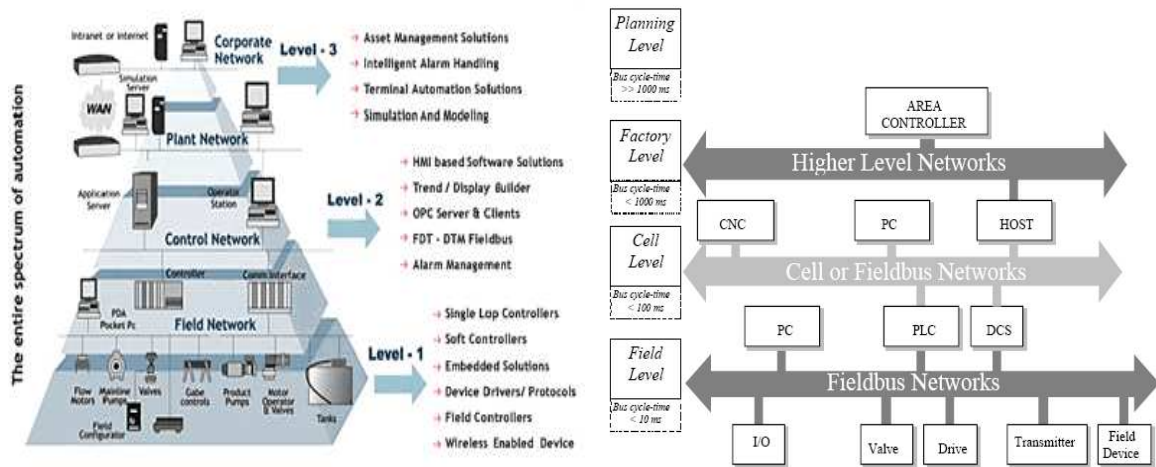 The entire spectrum of automation
Intranet or Internet
Corporate
Network
Simulation
Server
WAN
Plant Network
Application
Server
Operator
Station
Control Network
Controller
Comm Interface
PDA
Pocket Pc
Field Network
Flow
Motors
Mainline
Pumps
Valves
Gabe
controls
Product
Pumps
Motor
Operator
& Valves
Tanks
Field
Configurator
Level - 3
Asset Management Solutions
Intelligent Alarm Handling
Terminal Automation Solutions
Simulation And Modeling
Level - 2
HMI based Software Solutions
Trend / Display Builder
OPC Server & Clients
FDT - DTM Fieldbus
Alarm Management
Level - 1
Single Lop Controllers
Soft Controllers
Embedded Solutions
Device Drivers/ Protocols
Field Controllers
Wireless Enabled Device
Planning
Level
Bus cycle-time
>> 1000 ms
Factory
Level
Bus cycle-time
< 1000 ms
Cell
Level
Bus cycle-time
< 100 ms
Field
Level
Bus cycle-time
< 10 ms
AREA
CONTROLLER
Higher Level Networks
CNC
PC
HOST
Cell or Fieldbus Networks
PC
PLC
DCS
Fieldbus Networks
I/O
Valve
Drive
Transmitter
Field
Device